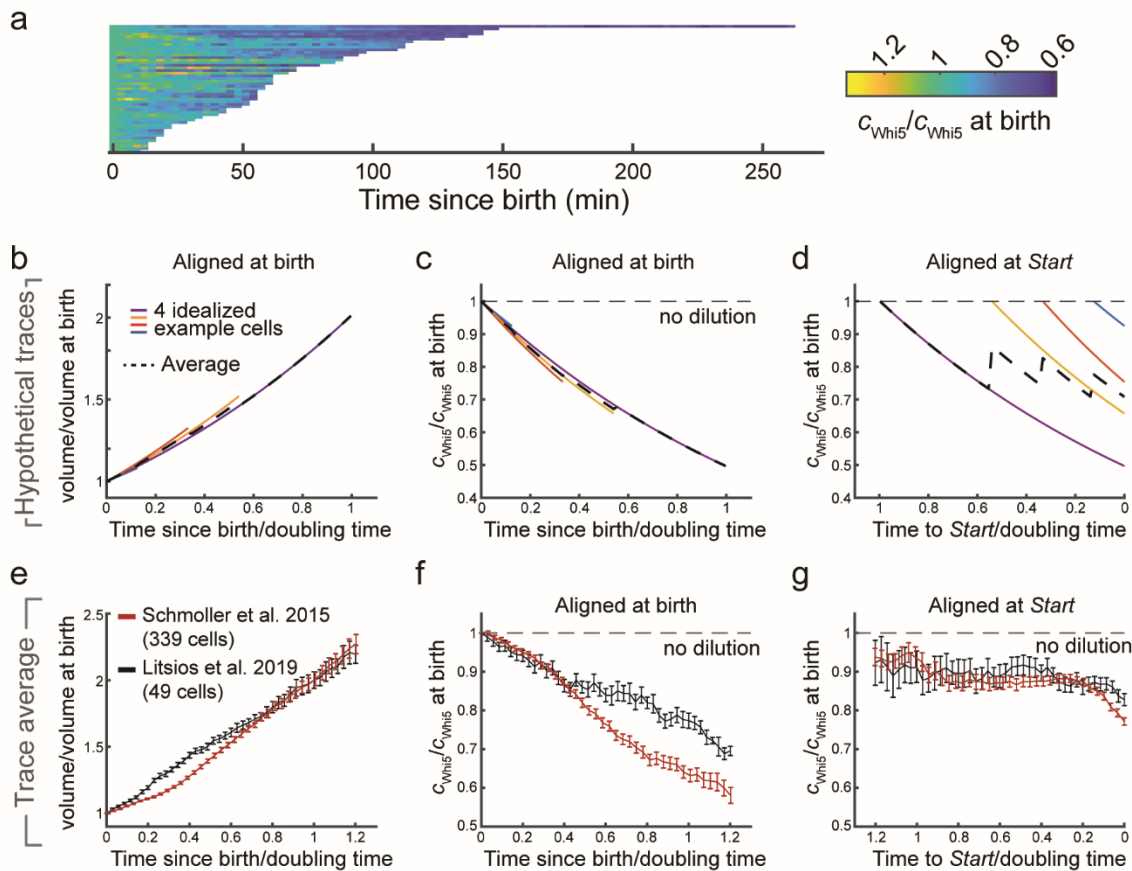 a
1.2 1 0.8 0.6
cWhi5/cWhi5 at birth
0 50 100 150 200 250
Time since birth (min)
Hypothetical traces
b
Aligned at birth
4 idealized
example cells
Average
volume/volume at birth
2
1.5
1
0 0.2 0.4 0.6 0.8 1
Time since birth/doubling time
c
Aligned at birth
no dilution
cWhi5/cWhi5 at birth
1
0.9
0.8
0.7
0.6
0.5
0.4
0 0.2 0.4 0.6 0.8 1
Time since birth/doubling time
d
Aligned at Start
cWhi5/cWhi5 at birth
1
0.9
0.8
0.7
0.6
0.5
0.4
1 0.8 0.6 0.4 0.2 0
Time to Start/doubling time
Trace average
e
Schmoller et al. 2015
(339 cells)
Litsios et al. 2019
(49 cells)
volume/volume at birth
2.5
2
1.5
1
0 0.2 0.4 0.6 0.8 1 1.2
Time since birth/doubling time
f
Aligned at birth
no dilution
cWhi5/cWhi5 at birth
1
0.9
0.8
0.7
0.6
0.5
0 0.2 0.4 0.6 0.8 1 1.2
Time since birth/doubling time
g
Aligned at Start
no dilution
cWhi5/cWhi5 at birth
1
0.9
0.8
0.7
0.6
0.5
1.2 1 0.8 0.6 0.4 0.2 0
Time to Start/doubling time